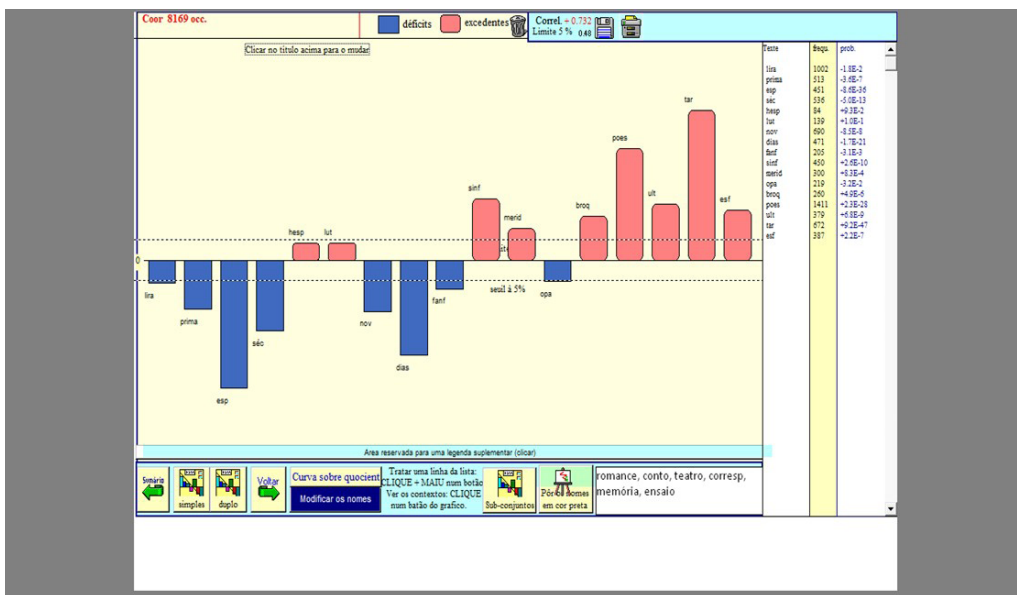 Coor 8169 occ.
déficits
excedentes
Correl. + 0.732
Limite 5 % 0.48
Clicar no titulo acima para o mudar
Texte frequ. prob.
lira 1002 -1.8E-2
prima 513 -3.6E-7
esp 451 -8.6E-36
séc 536 -5.0E-13
hesp 84 +9.3E-2
lut 139 +1.0E-1
nov 690 -8.5E-8
dias 471 -1.7E-21
fanf 205 -3.1E-3
sinf 450 +2.6E-10
merid 300 +8.3E-4
opa 219 -3.2E-2
broq 260 +4.9E-6
poes 1411 +2.3E-28
ult 379 +6.8E-9
tar 672 +9.2E-47
esf 387 +2.2E-7
tar
poes
sinf
ult
esf
broq
merid
hesp
lut
0
seuil à 5%
lira
prima
esp
séc
nov
dias
fanf
opa
Area reservada para uma legenda suplementar (clicar)
simples
duplo
Voltar
Curva sobre quocient
Modificar os nomes
Tratar uma linha da lista:
CLIQUE + MAIU num botão
Ver os contextos: CLIQUE
num batão do grafico.
Sub-conjuntos
Pôr os nomes
em cor preta
romance, conto, teatro, corresp,
memória, ensaio